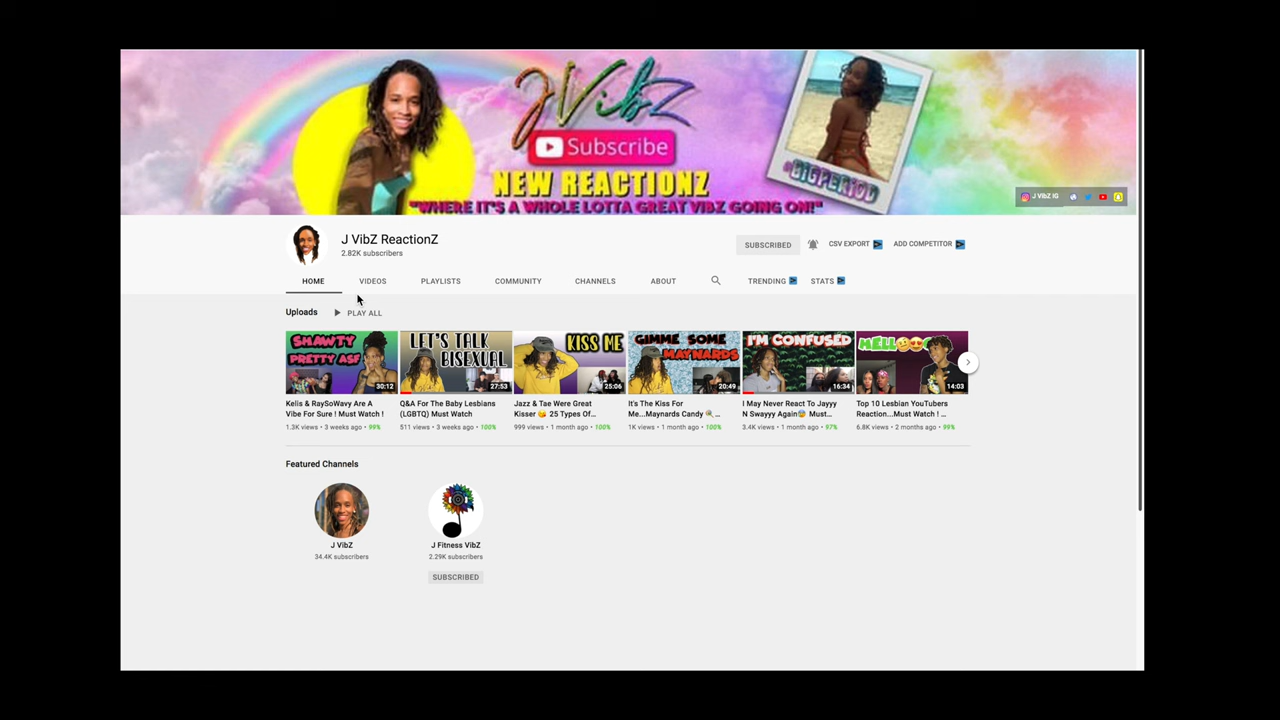 JVibZ
Subscribe
NEW REACTIONZ
"WHERE IT'S A WHOLE LOTTA GREAT VIBZ GOING ON!"
@BIGPERIOD
J VibZ IG
J VibZ ReactionZ
2.82K subscribers
SUBSCRIBED
CSV EXPORT
ADD COMPETITOR
HOME
VIDEOS
PLAYLISTS
COMMUNITY
CHANNELS
ABOUT
TRENDING
STATS
Uploads
PLAY ALL
SHAWTY
PRETTY ASF
30:12
LET'S TALK
BISEXUAL
27:53
KISS ME
25:06
GIMME SOME
MAYNARDS
20:49
I'M CONFUSED
16:34
HELL
14:03
Kelis & RaySoWavy Are A
Vibe For Sure ! Must Watch !
1.3K views • 3 weeks ago • 99%
Q&A For The Baby Lesbians
(LGBTQ) Must Watch
511 views • 3 weeks ago • 100%
Jazz & Tae Were Great
Kisser 😘 25 Types Of...
999 views • 1 month ago • 100%
It's The Kiss For
Me...Maynards Candy 🍭 ...
1K views • 1 month ago • 100%
I May Never React To Jayyy
N Swayyy Again😰 Must...
3.4K views • 1 month ago • 97%
Top 10 Lesbian YouTubers
Reaction...Must Watch ! ...
6.8K views • 2 months ago • 99%
Featured Channels
J VibZ
34.4K subscribers
J Fitness VibZ
2.29K subscribers
SUBSCRIBED